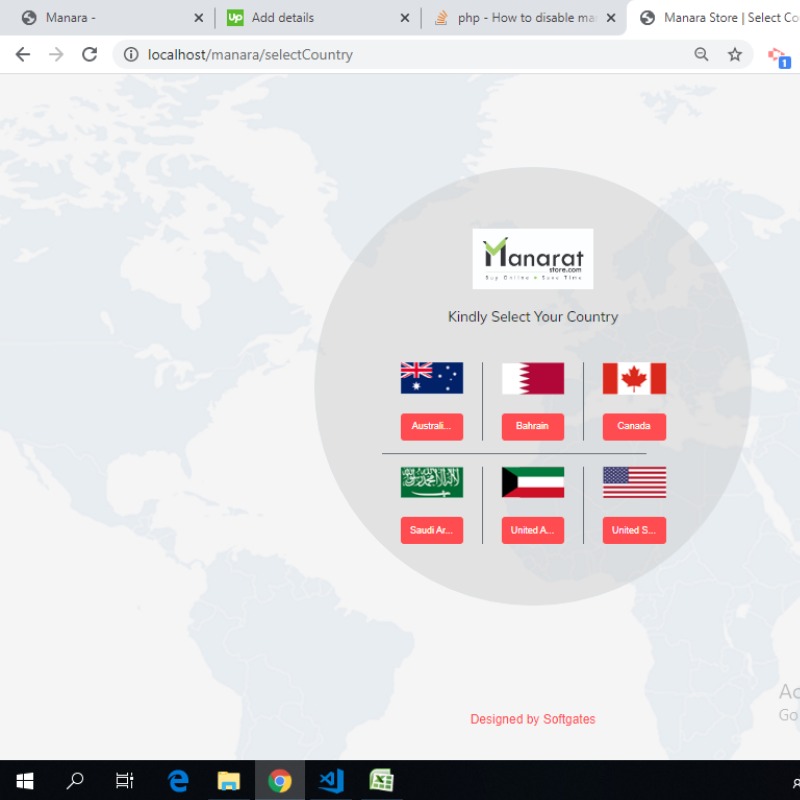 Manara -
Add details
php - How to disable ma
Manara Store | Select Co
localhost/manara/selectCountry
1
Manarat
store.com
Buy Online Save Time
Kindly Select Your Country
Australi...
Bahrain
Canada
Saudi Ar...
United A...
United S...
Designed by Softgates
Ac
Go